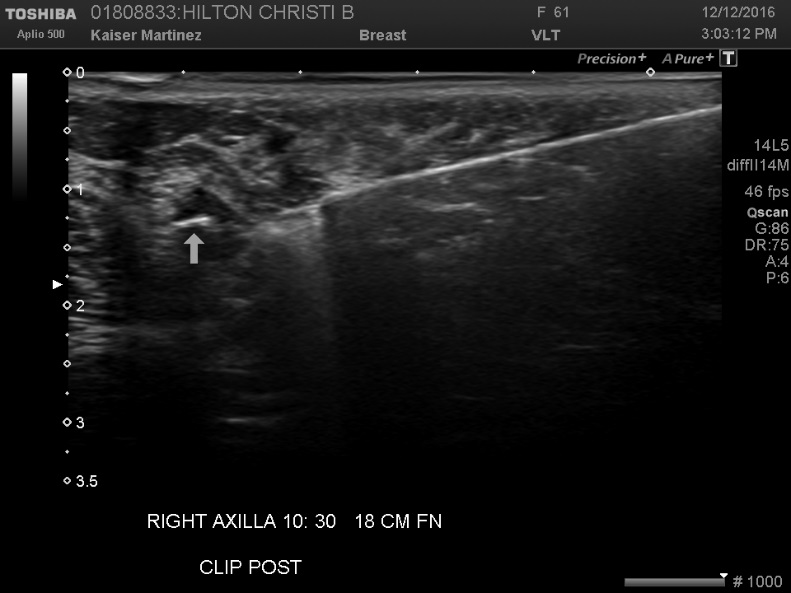 TOSHIBA 01808833:HILTON CHRISTI B F 61 12/12/2016
Aplio 500 Kaiser Martinez Breast VLT 3:03:12 PM
Precision+ A Pure+ T
0
14L5
diffII14M
1
46 fps
Qscan
G:86
DR:75
A:4
P:6
2
3
3.5
RIGHT AXILLA 10: 30 18 CM FN
CLIP POST
# 1000